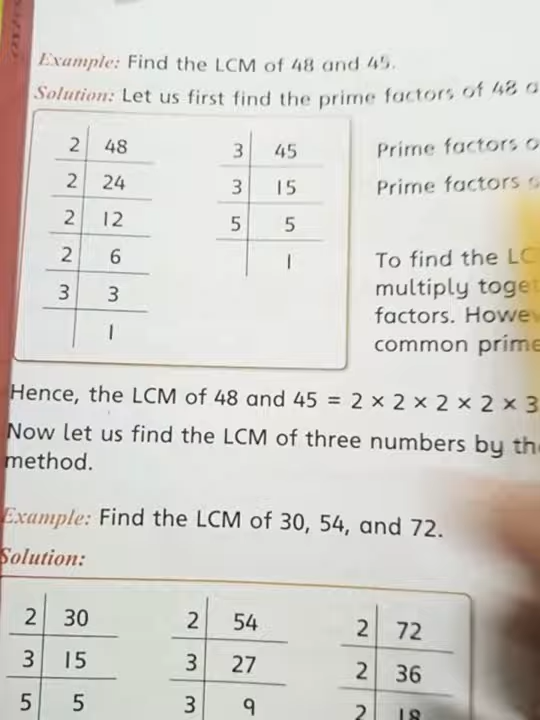 Example: Find the LCM of 48 and 45.
Solution: Let us first find the prime factors of 48
2 48
2 24
2 12
2 6
3 3
1
3 45
3 15
5 5
1
Prime factors
Prime factors
To find the LC
multiply toget
factors. Howev
common prime
Hence, the LCM of 48 and 45 = 2 × 2 × 2 × 2 × 3
Now let us find the LCM of three numbers by the
method.
Example: Find the LCM of 30, 54, and 72.
Solution:
2 30
3 15
5 5
2 54
3 27
3 9
2 72
2 36
2 18